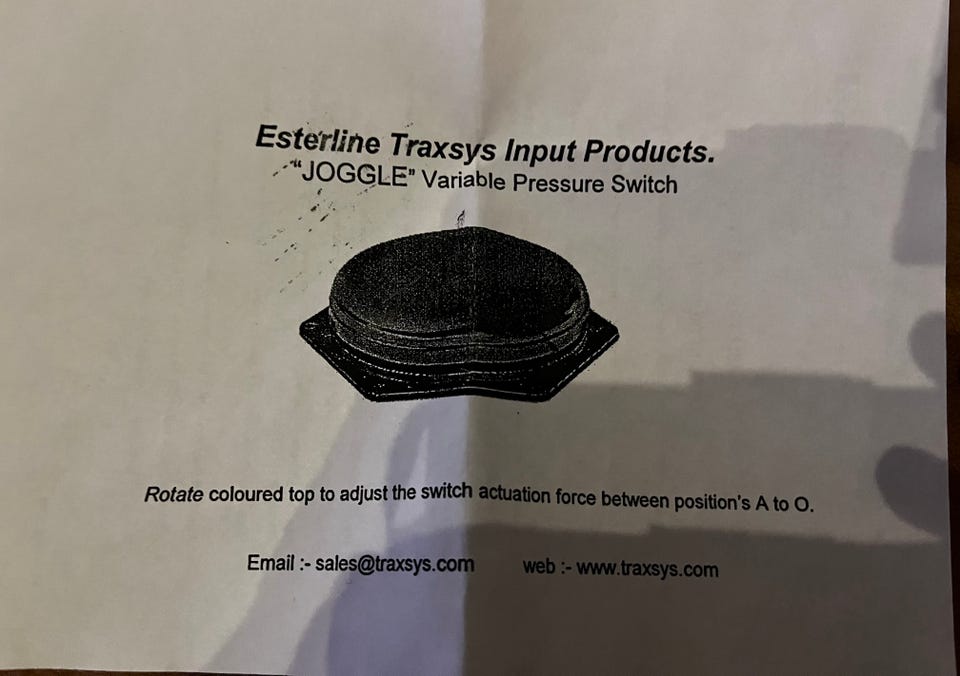 Esterline Traxsys Input Products.
"JOGGLE" Variable Pressure Switch
Rotate coloured top to adjust the switch actuation force between position's A to O.
Email :- sales@traxsys.com web :- www.traxsys.com